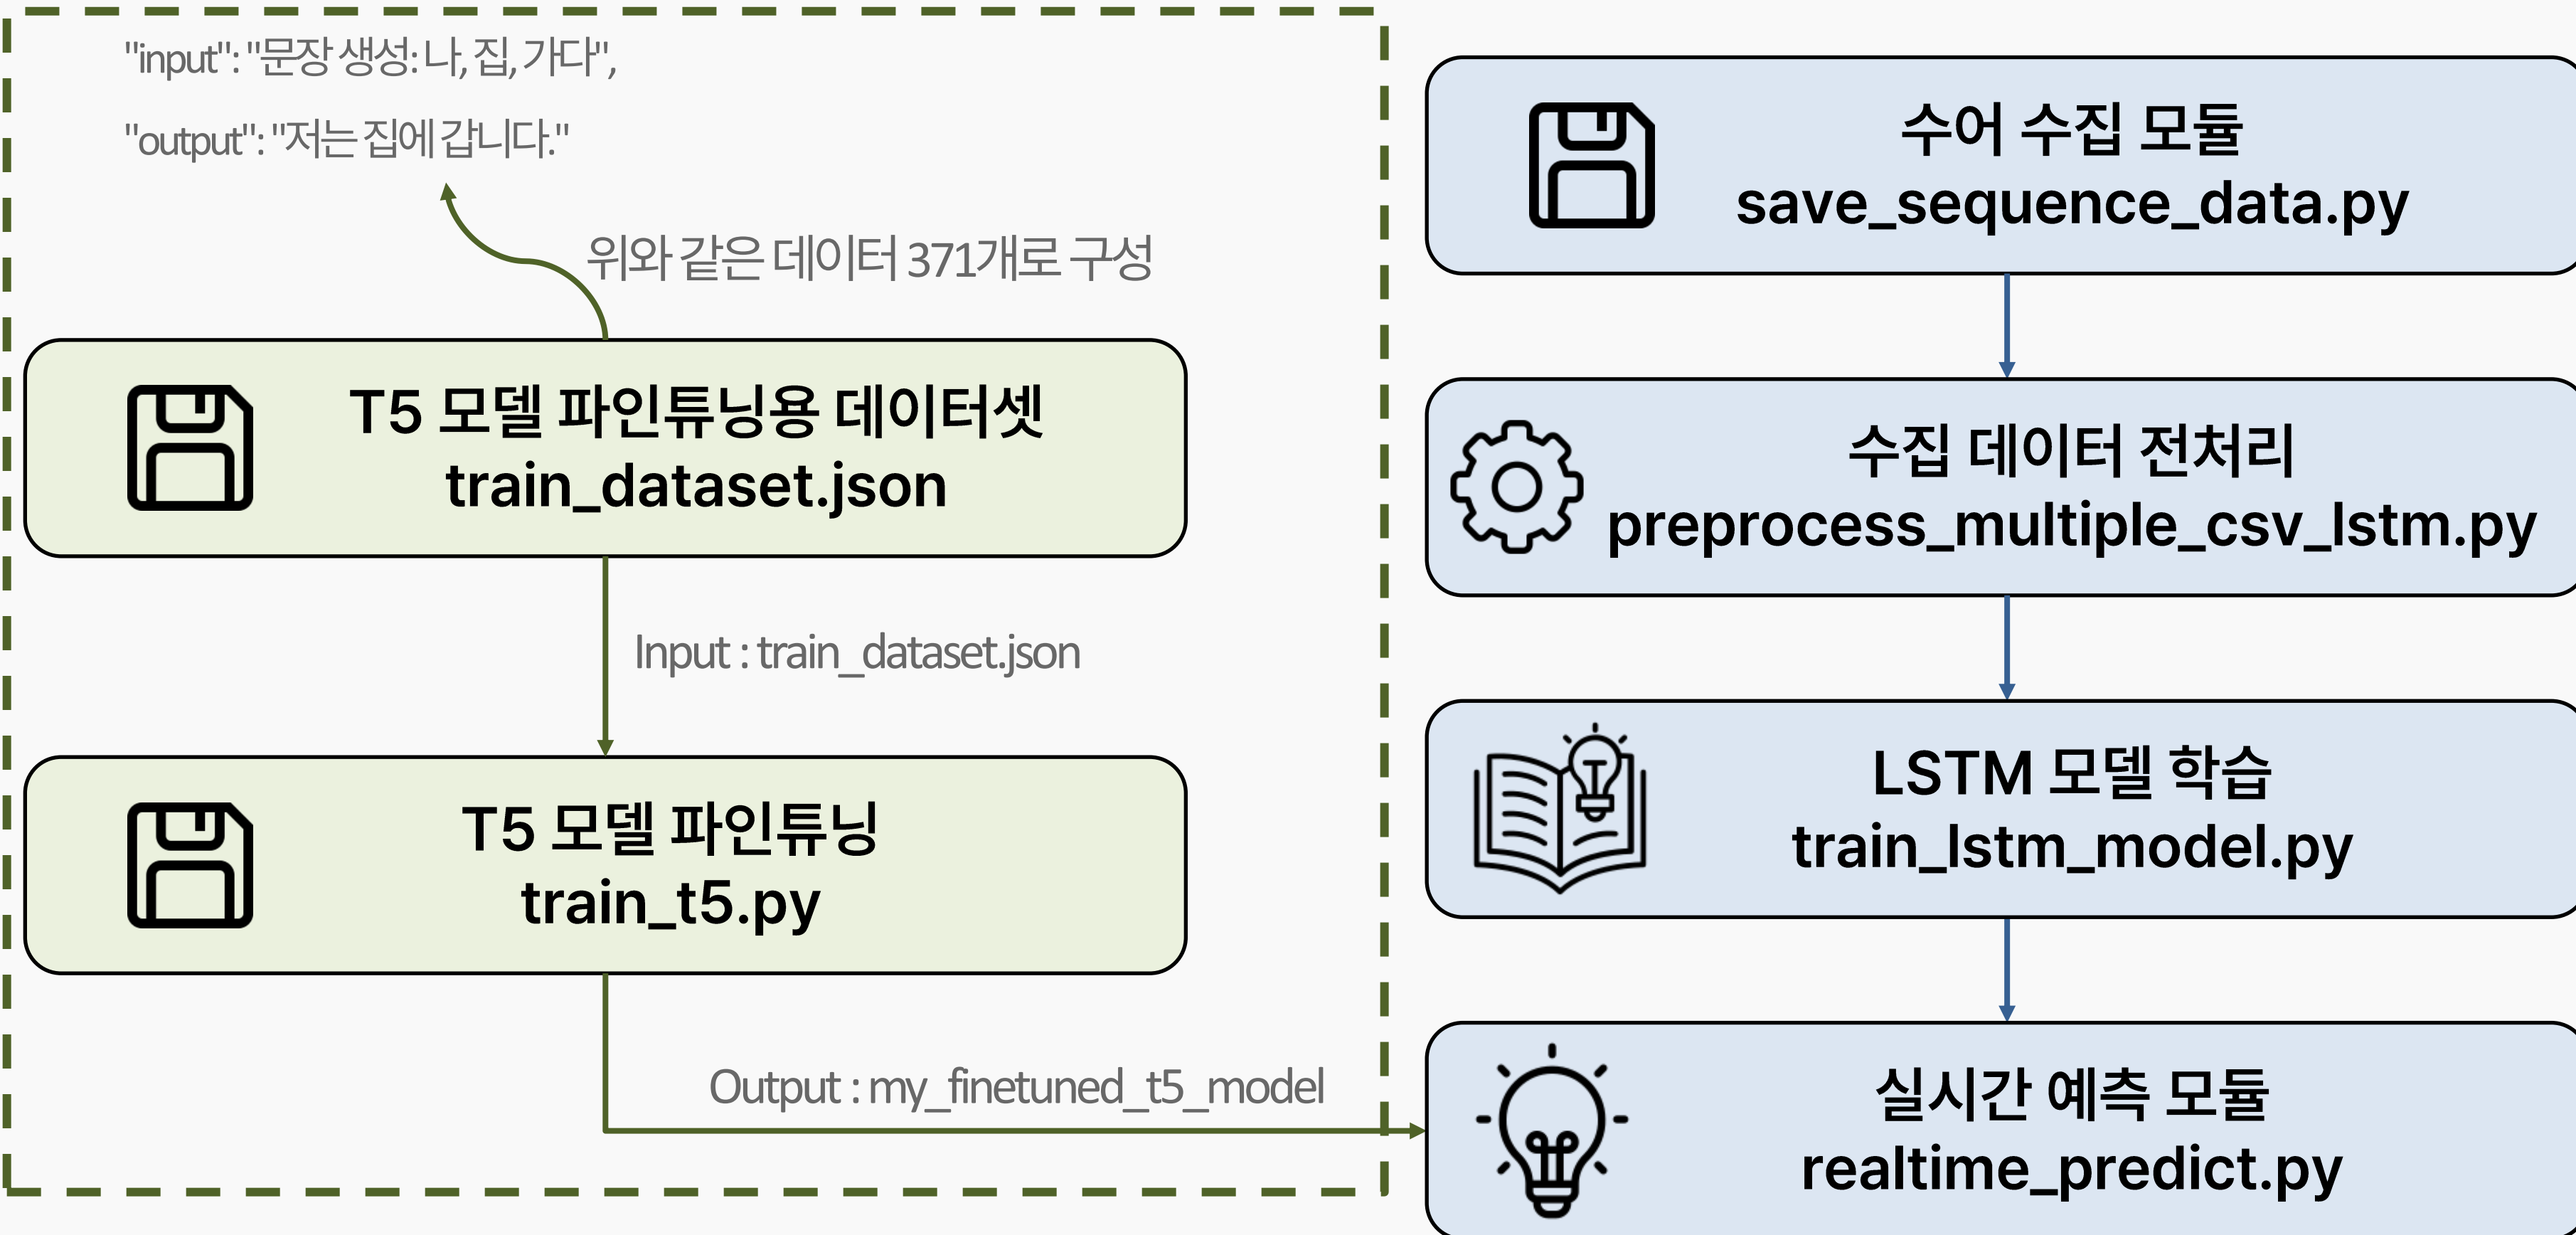 "input": "문장 생성: 나, 집, 가다",
"output": "저는 집에 갑니다."
위와 같은 데이터 371개로 구성
T5 모델 파인튜닝용 데이터셋
train_dataset.json
Input : train_dataset.json
T5 모델 파인튜닝
train_t5.py
Output : my_finetuned_t5_model
수어 수집 모듈
save_sequence_data.py
수집 데이터 전처리
preprocess_multiple_csv_lstm.py
LSTM 모델 학습
train_lstm_model.py
실시간 예측 모듈
realtime_predict.py